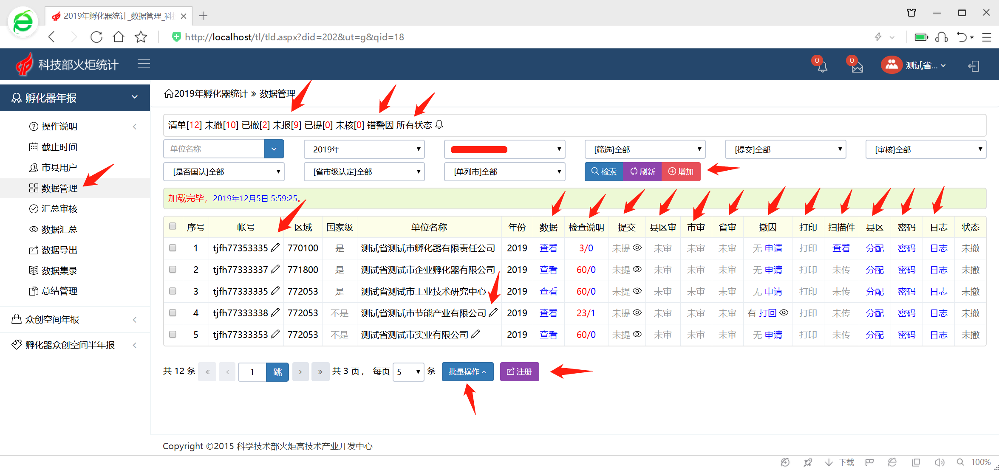 2019年孵化器统计_数据管理_科
http://localhost/tl/tld.aspx?did=202&ut=g&qid=18
科技部火炬统计
0
0
测试省...
孵化器年报
操作说明
截止时间
市县用户
数据管理
汇总审核
数据汇总
数据导出
数据集录
总结管理
众创空间年报
孵化器众创空间半年报
2019年孵化器统计 » 数据管理
清单[12] 未撤[10] 已撤[2] 未报[9] 已提[0] 未核[0] 错警因 所有状态
单位名称 2019年 [筛选]全部 [提交]全部 [审核]全部
[是否国认]全部 [省市级认定]全部 [单列市]全部 检索 刷新 增加
加载完毕，2019年12月5日 5:59:25。
序号 帐号 区域 国家级 单位名称 年份 数据 检查说明 提交 县区审 市审 省审 撤因 打印 扫描件 县区 密码 日志 状态
1 tjfh77353335 770100 是 测试省测试市孵化器有限责任公司 2019 查看 3/0 未提 未审 未审 未审 无 申请 打印 查看 分配 密码 日志 未撤
2 tjfh77333337 771800 是 测试省测试市企业孵化器有限公司 2019 查看 60/0 未提 未审 未审 未审 无 申请 打印 未传 分配 密码 日志 未撤
3 tjfh77333335 772053 是 测试省测试市工业技术研究中心 2019 查看 60/0 未提 未审 未审 未审 无 申请 打印 未传 分配 密码 日志 未撤
4 tjfh77333338 772053 不是 测试省测试市节能产业有限公司 2019 查看 23/1 未提 未审 未审 未审 有 打回 打印 未传 分配 密码 日志 未撤
5 tjfh77333353 772053 不是 测试省测试市实业有限公司 2019 查看 60/0 未提 未审 未审 未审 无 申请 打印 未传 分配 密码 日志 未撤
共 12 条 « ‹ 1 跳 › » 共 3 页， 每页 5 条 批量操作 注册
Copyright ©2015 科学技术部火炬高技术产业开发中心
下载 100%